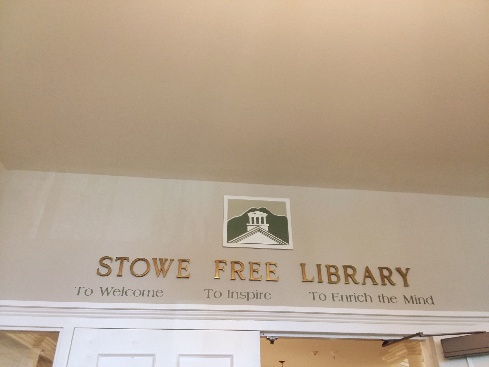 STOWE FREE LIBRARY
To Welcome To Inspire To Enrich the Mind